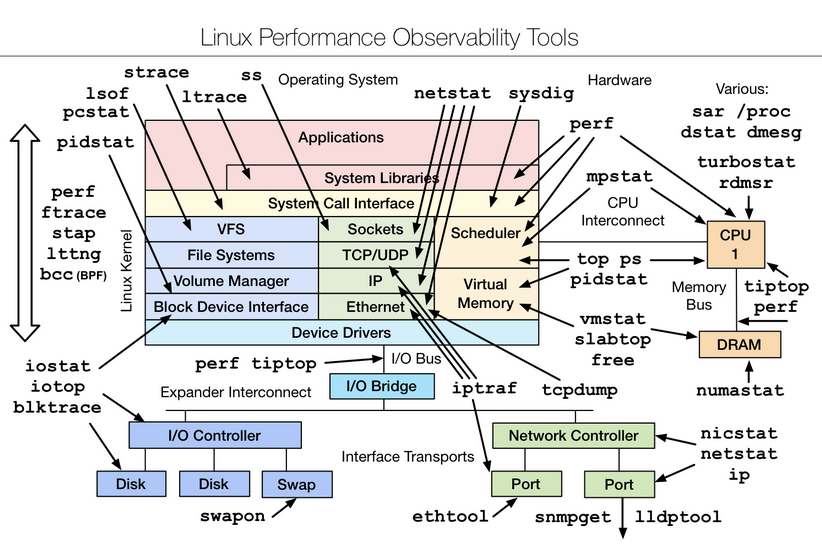 Linux Performance Observability Tools
strace
ss
Operating System
Hardware
Various:
lsof
pcstat
ltrace
netstat
sysdig
sar /proc
dstat dmesg
pidstat
Applications
perf
turbostat
rdmsr
System Libraries
mpstat
perf
ftrace
stap
lttng
bcc (BPF)
System Call Interface
CPU
Interconnect
Linux Kernel
VFS
Sockets
Scheduler
CPU
1
File Systems
TCP/UDP
top ps
pidstat
Volume Manager
IP
Virtual
Memory
Memory
Bus
tiptop
perf
Block Device Interface
Ethernet
vmstat
slabtop
free
Device Drivers
DRAM
iostat
iotop
blktrace
perf tiptop
I/O Bus
I/O Bridge
iptraf
tcpdump
numastat
Expander Interconnect
I/O Controller
Network Controller
nicstat
netstat
ip
Interface Transports
Disk
Disk
Swap
Port
Port
swapon
ethtool
snmpget
lldptool